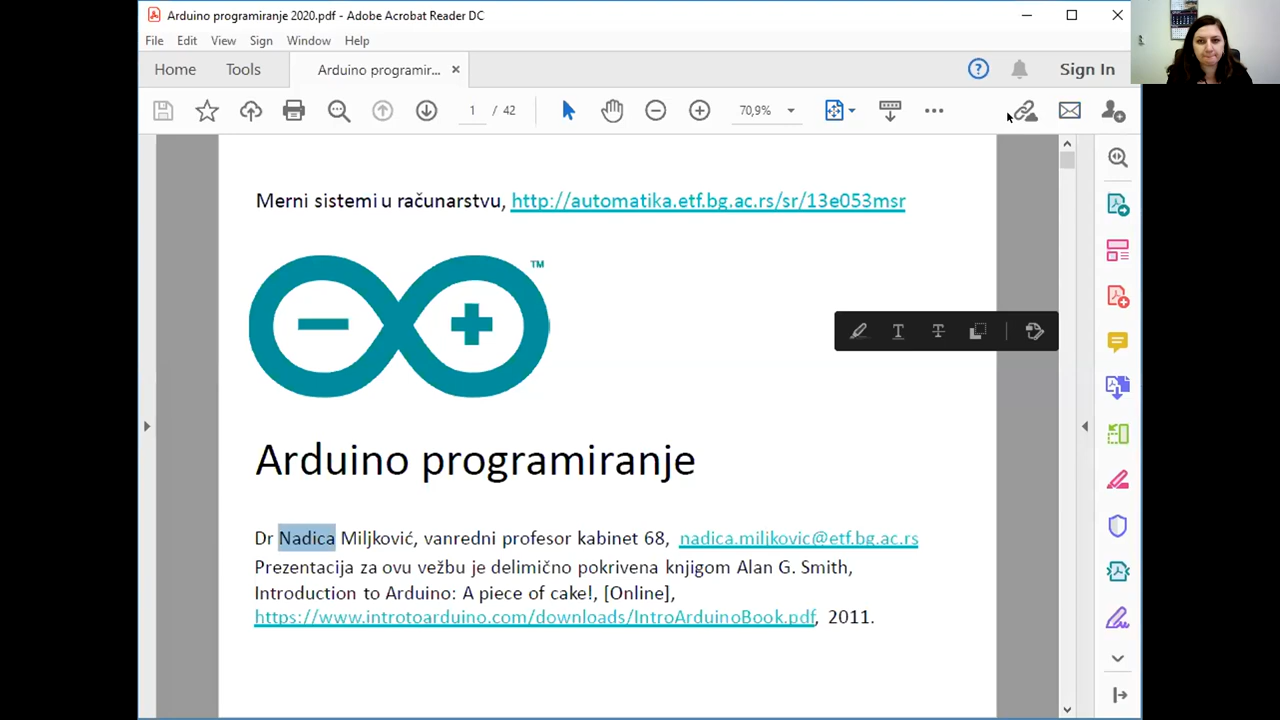 Arduino programiranje 2020.pdf - Adobe Acrobat Reader DC
File Edit View Sign Window Help
Home Tools Arduino programir... × Sign In
1 / 42 70,9%
Merni sistemi u računarstvu, http://automatika.etf.bg.ac.rs/sr/13e053msr
TM
Arduino programiranje
Dr Nadica Miljković, vanredni profesor kabinet 68, nadica.miljkovic@etf.bg.ac.rs
Prezentacija za ovu vežbu je delimično pokrivena knjigom Alan G. Smith,
Introduction to Arduino: A piece of cake!, [Online],
https://www.introtoarduino.com/downloads/IntroArduinoBook.pdf, 2011.